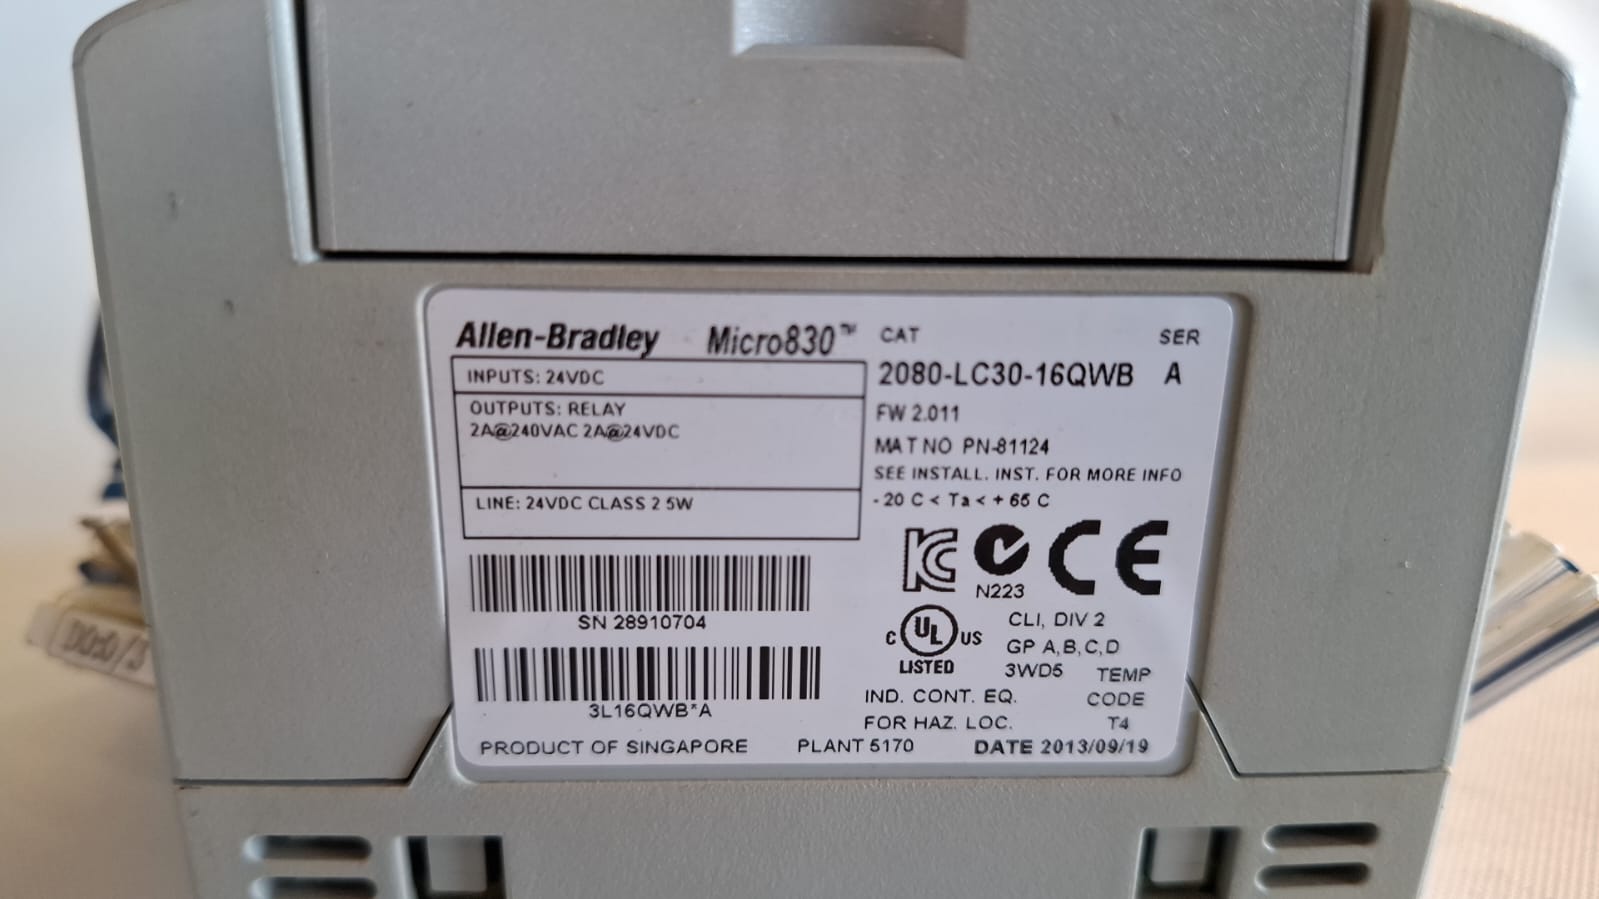 Allen-Bradley Micro830™
CAT SER
INPUTS: 24VDC
2080-LC30-16QWB A
OUTPUTS: RELAY
2A@240VAC 2A@24VDC
FW 2.011
MAT NO PN-81124
SEE INSTALL. INST. FOR MORE INFO
LINE: 24VDC CLASS 2 5W
-20 C < Ta < + 65 C
KC
N223
CE
SN 28910704
C UL US
LISTED
CLI, DIV 2
GP A,B,C,D
3WD5
TEMP
CODE
T4
3L16QWB*A
IND. CONT. EQ.
FOR HAZ. LOC.
PRODUCT OF SINGAPORE PLANT 5170 DATE 2013/09/19